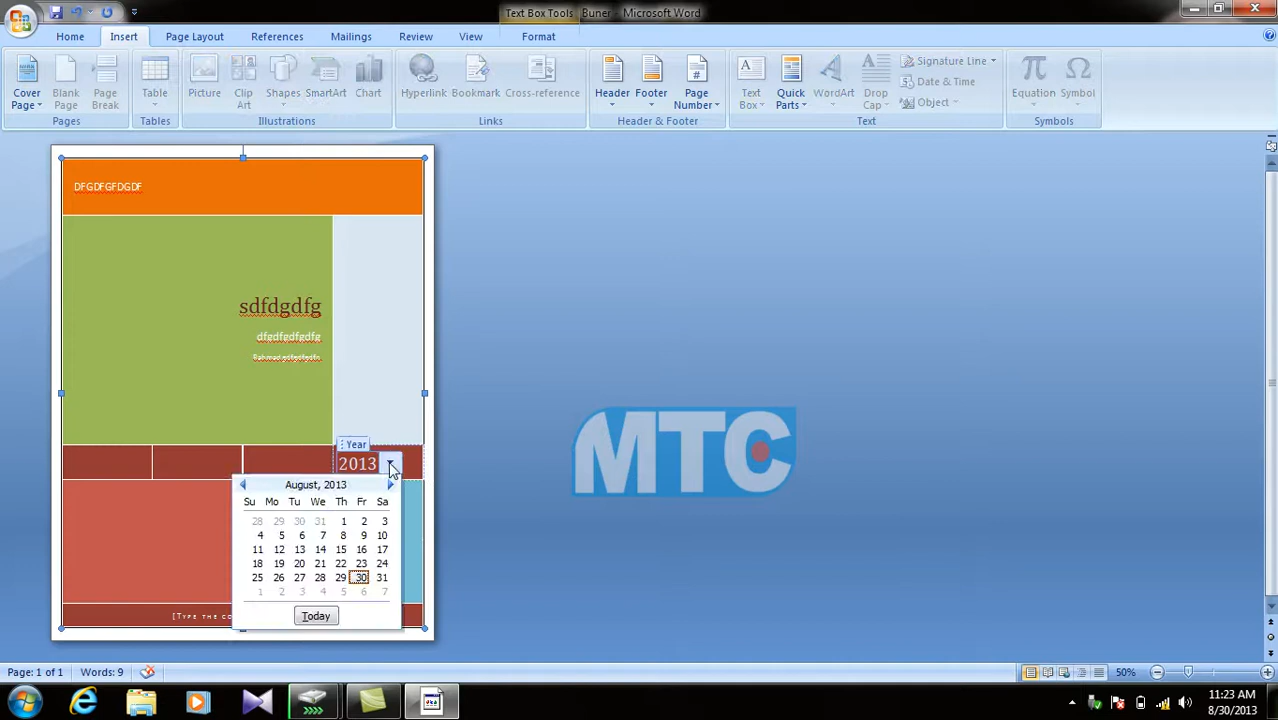 Text Box Tools Buner - Microsoft Word
Home Insert Page Layout References Mailings Review View Format
Cover Page Blank Page Page Break Table Picture Clip Art Shapes SmartArt Chart Hyperlink Bookmark Cross-reference Header Footer Page Number Text Box Quick Parts WordArt Drop Cap Signature Line Equation Symbol
Date & Time
Object
Pages Tables Illustrations Links Header & Footer Text Symbols
DFGDFGFDGDF
sdfdgdfg
dfgdfgdfgdfg
MTC
Year
2013
August, 2013
Su Mo Tu We Th Fr Sa
28 29 30 31 1 2 3
4 5 6 7 8 9 10
11 12 13 14 15 16 17
18 19 20 21 22 23 24
25 26 27 28 29 30 31
1 2 3 4 5 6 7
[TYPE THE CO
Today
Page: 1 of 1 Words: 9 50%
11:23 AM
8/30/2013